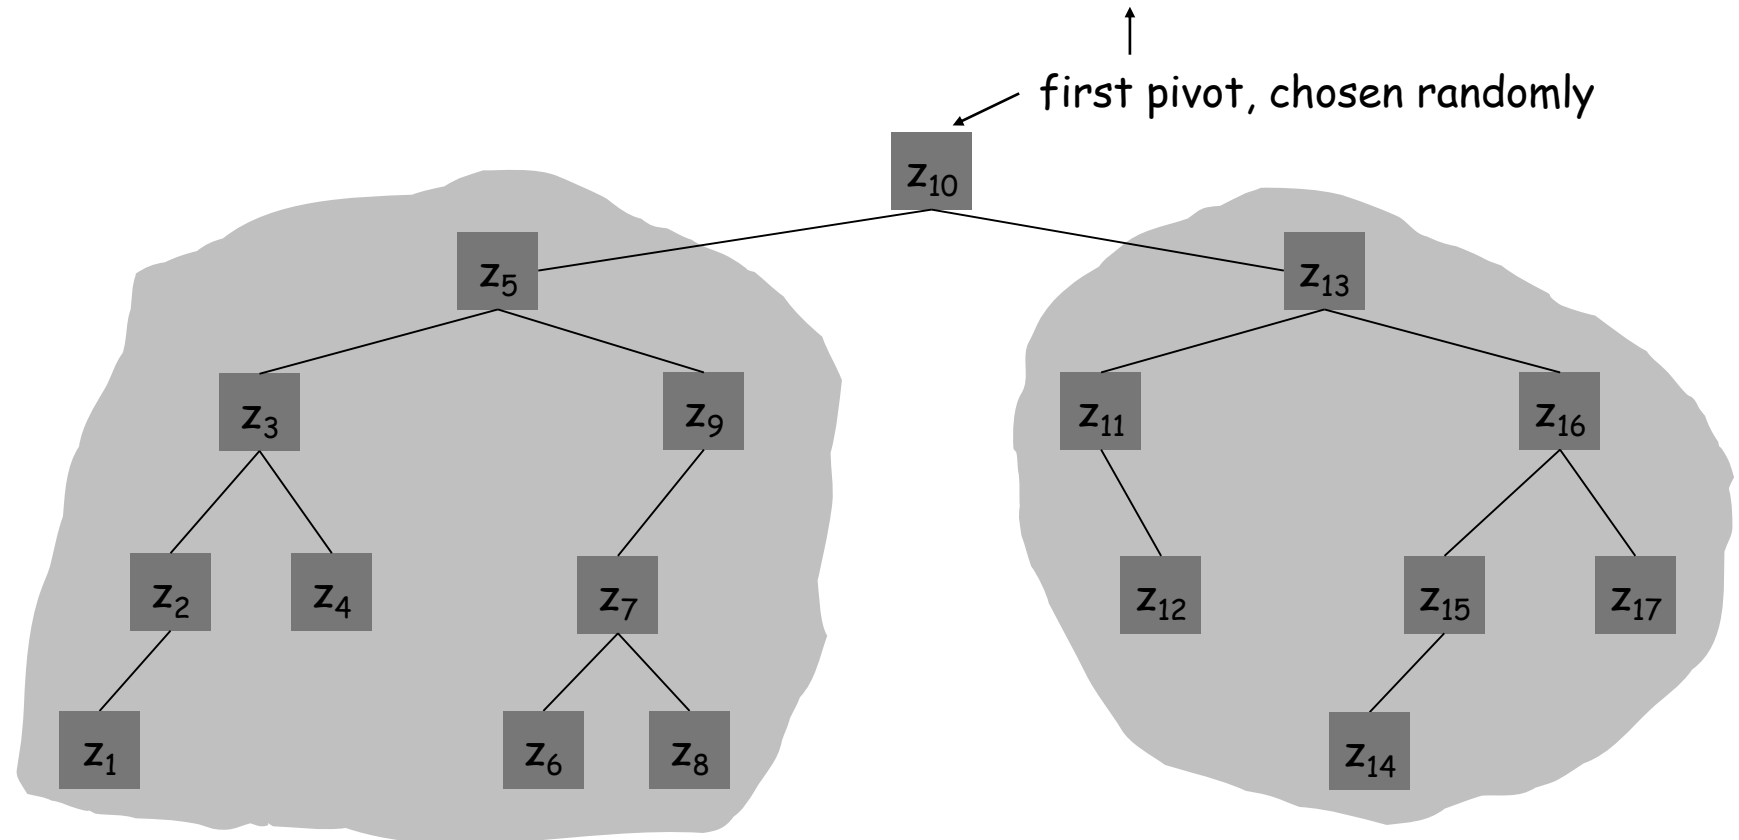 first pivot, chosen randomly
z₁₀
z₅ z₁₃
z₃ z₉ z₁₁ z₁₆
z₂ z₄ z₇ z₁₂ z₁₅ z₁₇
z₁ z₆ z₈ z₁₄